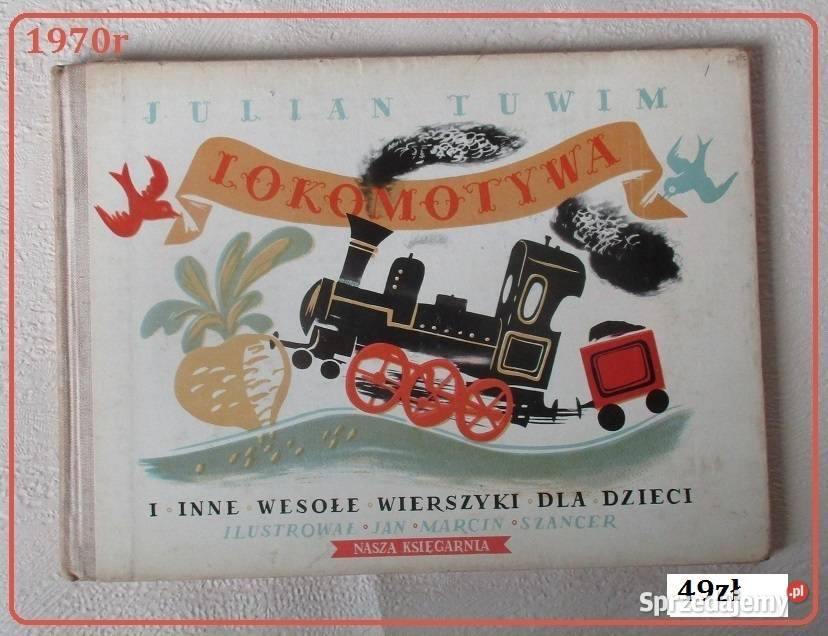 1970r
JULIAN TUWIM
LOKOMOTYWA
I INNE WESOŁE WIERSZYKI DLA DZIECI
ILUSTROWAŁ JAN MARCIN SZANCER
NASZA KSIĘGARNIA
49zł
Sprzedajemy.pl